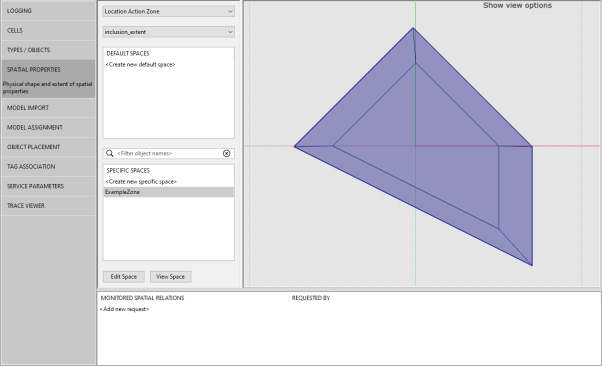 LOGGING
CELLS
TYPES / OBJECTS
SPATIAL PROPERTIES
Physical shape and extent of spatial
properties
MODEL IMPORT
MODEL ASSIGNMENT
OBJECT PLACEMENT
TAG ASSOCIATION
SERVICE PARAMETERS
TRACE VIEWER
Location Action Zone
inclusion_extent
DEFAULT SPACES
<Create new default space>
<Filter object names>
SPECIFIC SPACES
<Create new specific space>
ExampleZone
Edit Space
View Space
Show view options
MONITORED SPATIAL RELATIONS
REQUESTED BY
<Add new request>